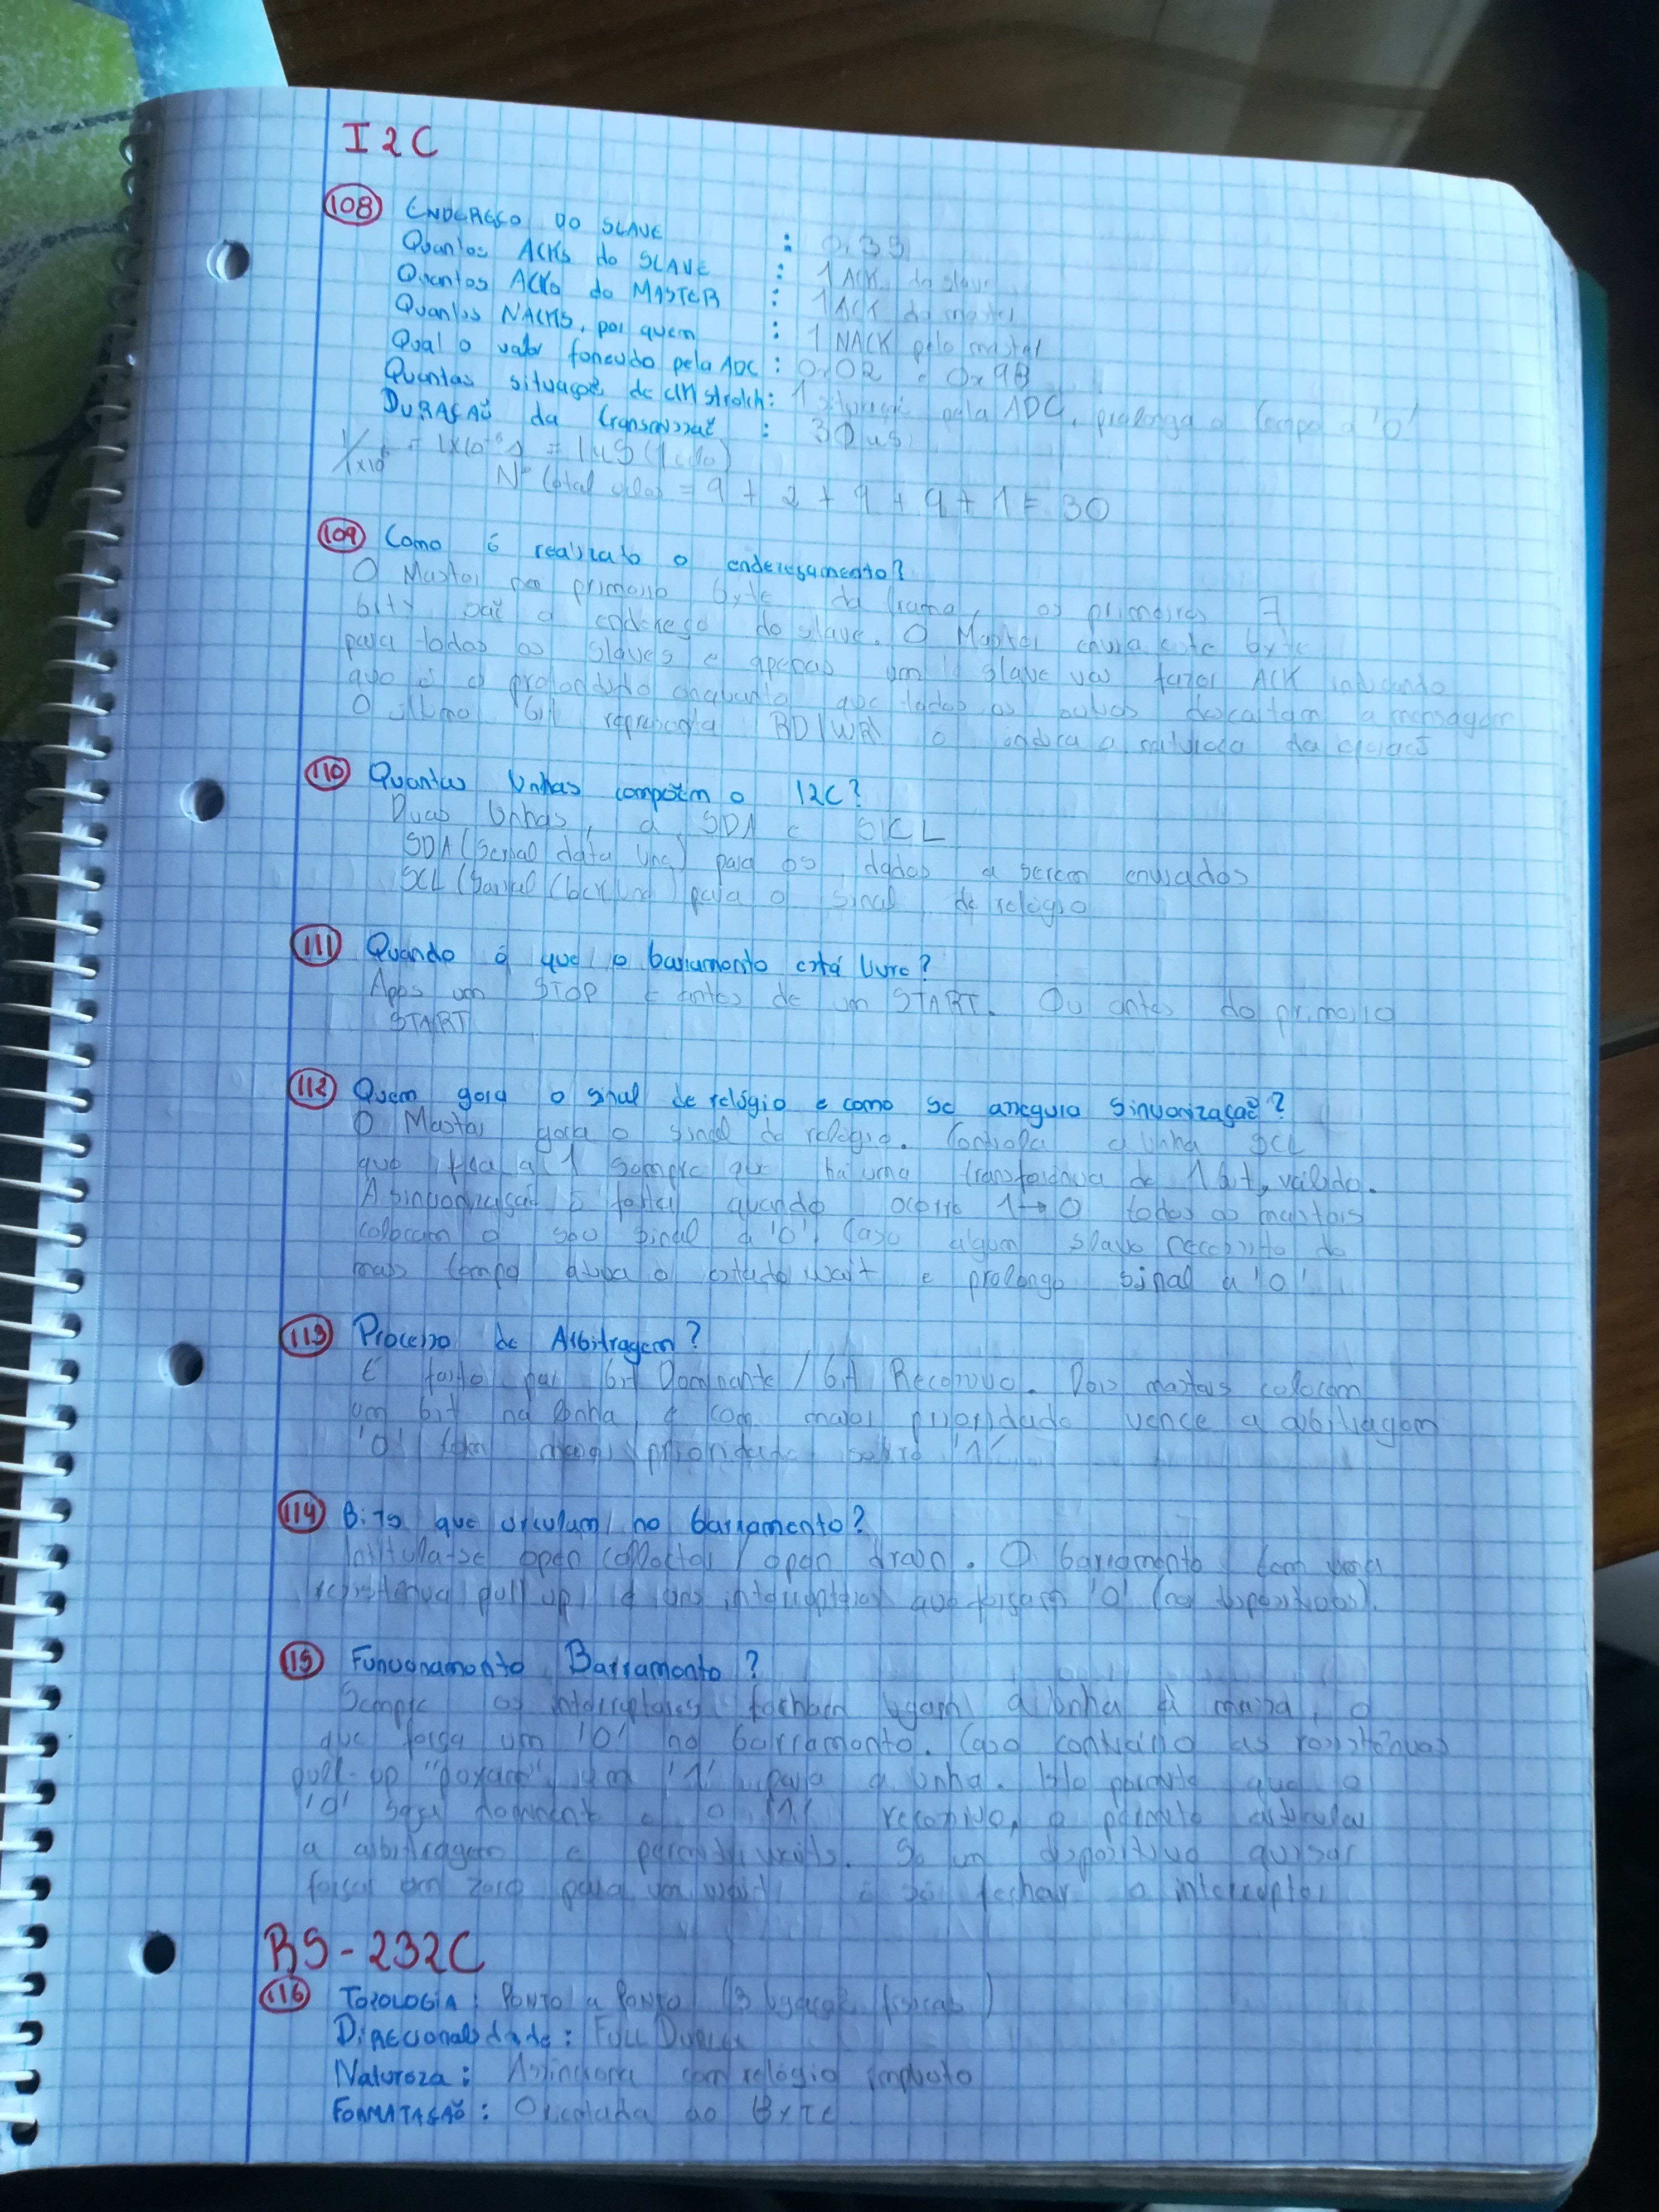 I2C
108 ENDEREÇO DO SLAVE : 0x39
Quantos ACKs do SLAVE : 1 ACK do slave
Quantos ACKs do MASTER : 1 ACK do master
Quantos NACKS, por quem : 1 NACK pelo master
Qual o valor fornecido pela ADC : 0x02 e 0x9B
Quantas situações de clk stretch : 1 situação pela ADC, prolonga o tempo a '0'
DURAÇÃO da transmissão : 30us
= 1x10⁻⁶ s = 1uS (1 ciclo)
Nº total ciclos = 9 + 2 + 9 + 9 + 1 = 30
109 Como é realizado o endereçamento?
O Master no primeiro byte da trama, os primeiros 7
bits são o endereço do slave. O Master envia este byte
para todos os slaves e apenas um slave vai fazer ACK indicando
que é o pretendido enquanto que todos os outros descartam a mensagem
O último bit representa RD/WR e indica a natureza da operação
110 Quantas linhas compõem o I2C?
Duas linhas, a SDA e SCL
SDA (Serial data line) para os dados a serem enviados
SCL (Serial Clock line) para o sinal de relógio
111 Quando é que o barramento está livre?
Após um STOP e antes de um START. Ou antes do primeiro
START
112 Quem gera o sinal de relógio e como se assegura sincronização?
O Master gera o sinal de relógio. Controla a linha SCL
que fica a 1 sempre que há uma transferência de 1 bit, válido.
A sincronização é feita quando ocorre 1→0 todos os masters
colocam o seu sinal a '0'. Caso algum slave necessite de
mais tempo ativa o estado wait e prolonga sinal a '0'
113 Processo de Arbitragem?
É feito por bit Dominante / bit Recessivo. Dois masters colocam
um bit na linha, o com maior prioridade vence a arbitragem
'0' tem maior prioridade sobre '1'
114 Bits que circulam no barramento?
Intitula-se open collector / open drain. O barramento tem uma
resistência pull up, e uns interruptores que forçam '0' (nos dispositivos).
115 Funcionamento Barramento?
Sempre os interruptores fecham ligam a linha à massa, o
que força um '0' no barramento. Caso contrário as resistências
pull-up "puxam" um '1' para a linha. Isto permite que o
'0' seja dominante e o '1' recessivo, e permite
a arbitragem e permitir waits. Se um dispositivo quiser
forçar um zero para um wait é só fechar o interruptor
RS-232C
116 TOPOLOGIA : PONTO a PONTO (3 ligações físicas)
Direcionalidade : FULL DUPLEX
Natureza : Assíncrona com relógio implícito
FORMATAÇÃO : Orientada ao BYTE